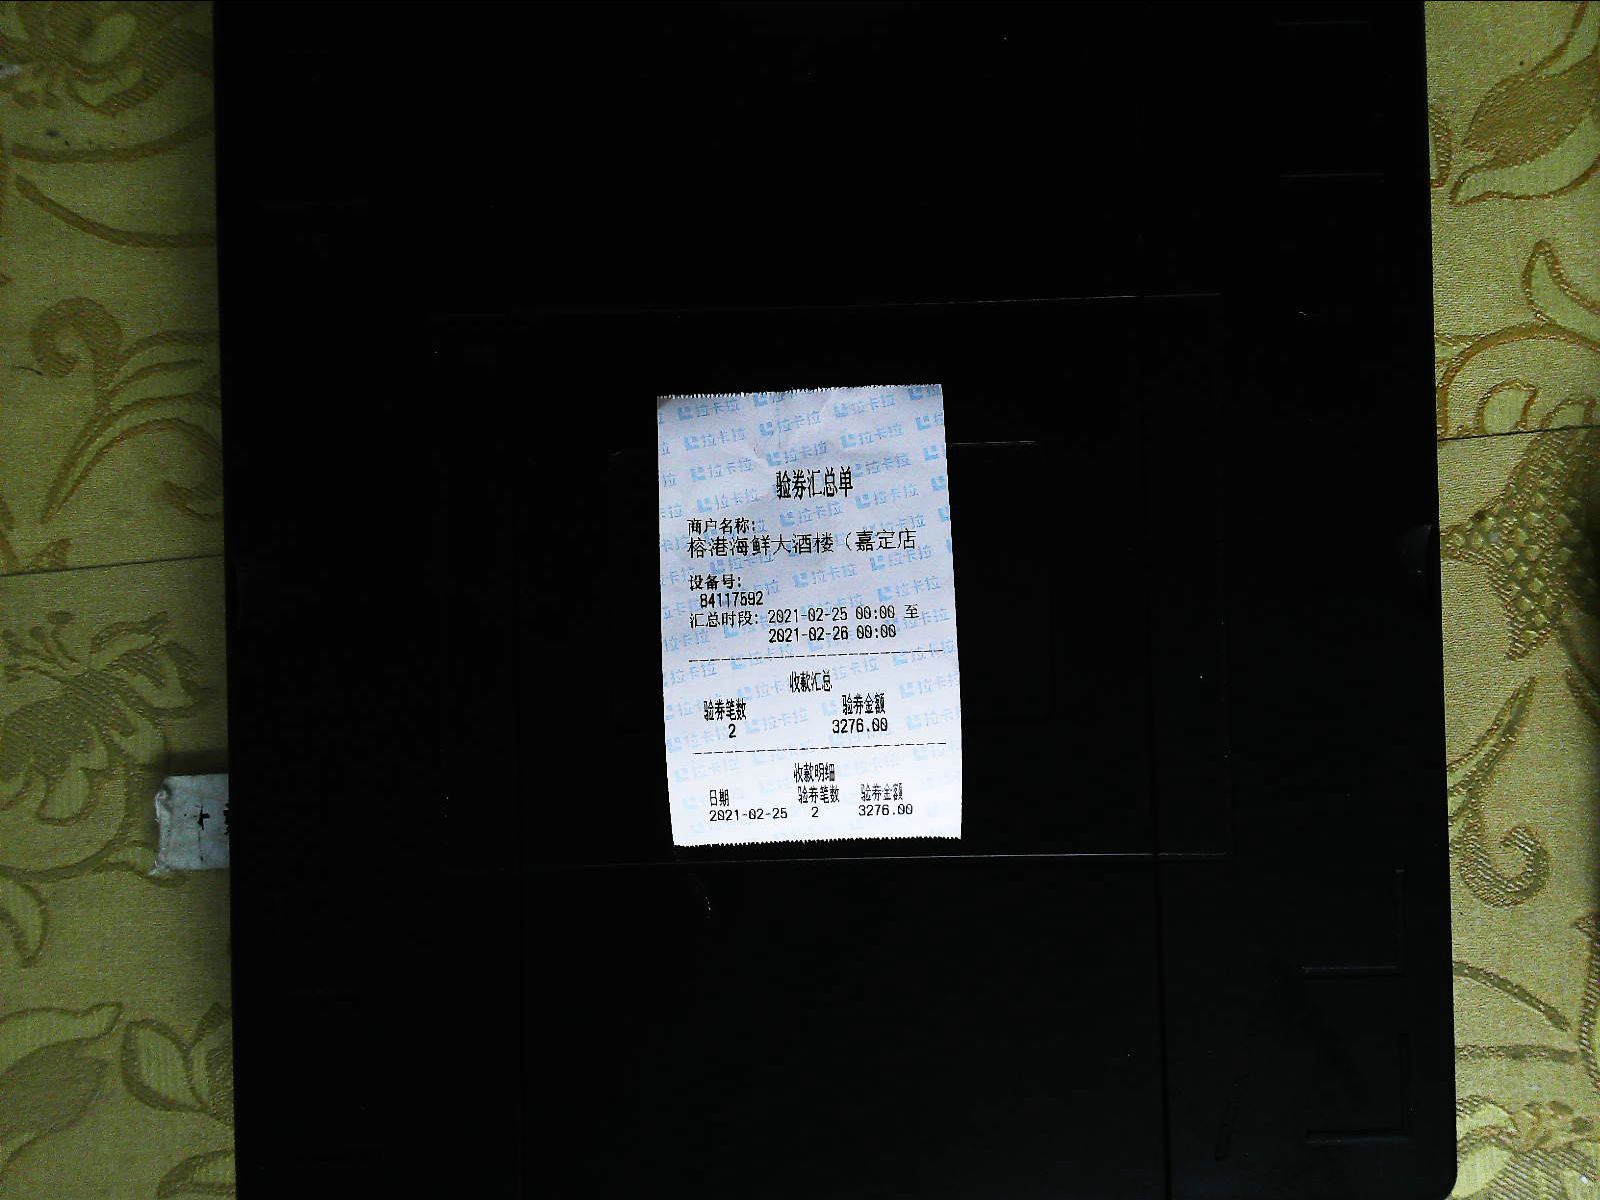 验券汇总单
商户名称:
榕港海鲜大酒楼（嘉定店
设备号:
84117592
汇总时段: 2021-02-25 00:00 至
2021-02-26 00:00
收款汇总
验券笔数 验券金额
2 3276.00
收款明细
日期 验券笔数 验券金额
2021-02-25 2 3276.00
拉卡拉